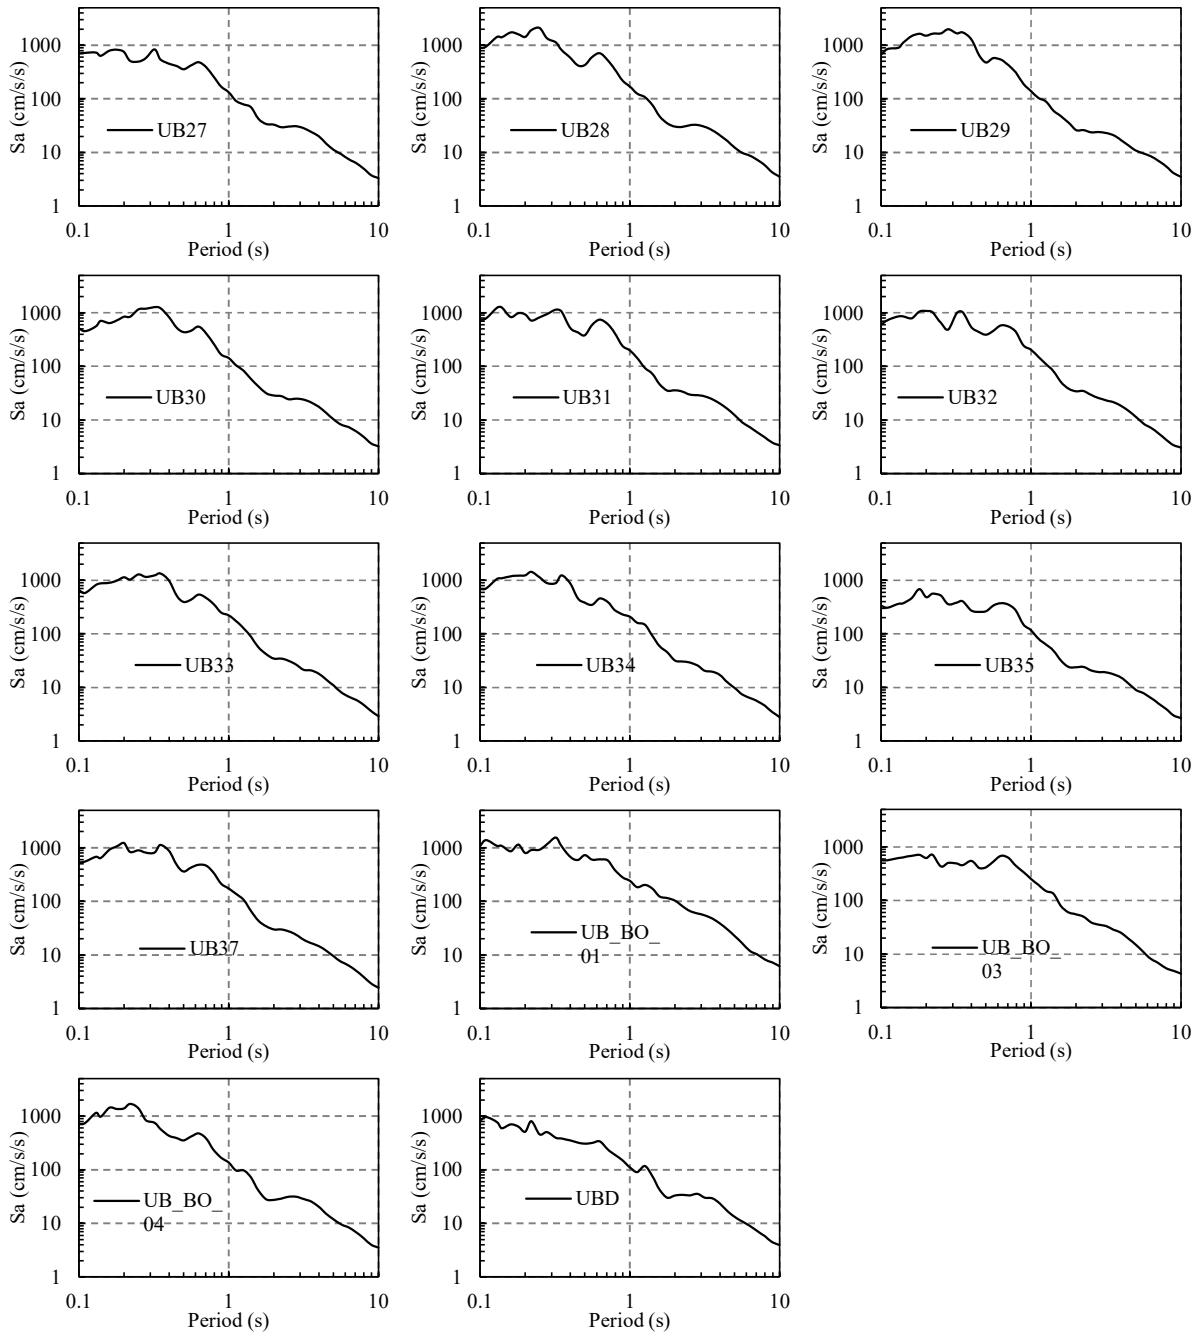 Sa (cm/s/s)
1000
100
10
1
UB27
0.1 1 10
Period (s)
Sa (cm/s/s)
1000
100
10
1
UB28
0.1 1 10
Period (s)
Sa (cm/s/s)
1000
100
10
1
UB29
0.1 1 10
Period (s)
Sa (cm/s/s)
1000
100
10
1
UB30
0.1 1 10
Period (s)
Sa (cm/s/s)
1000
100
10
1
UB31
0.1 1 10
Period (s)
Sa (cm/s/s)
1000
100
10
1
UB32
0.1 1 10
Period (s)
Sa (cm/s/s)
1000
100
10
1
UB33
0.1 1 10
Period (s)
Sa (cm/s/s)
1000
100
10
1
UB34
0.1 1 10
Period (s)
Sa (cm/s/s)
1000
100
10
1
UB35
0.1 1 10
Period (s)
Sa (cm/s/s)
1000
100
10
1
UB37
0.1 1 10
Period (s)
Sa (cm/s/s)
1000
100
10
1
UB_BO_
01
0.1 1 10
Period (s)
Sa (cm/s/s)
1000
100
10
1
UB_BO_
03
0.1 1 10
Period (s)
Sa (cm/s/s)
1000
100
10
1
UB_BO_
04
0.1 1 10
Period (s)
Sa (cm/s/s)
1000
100
10
1
UBD
0.1 1 10
Period (s)